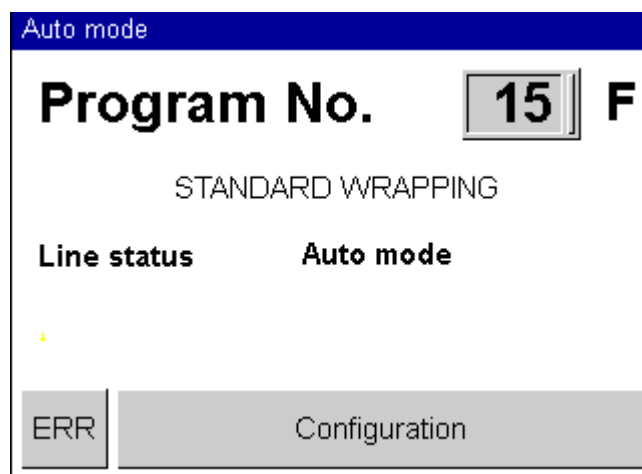 Auto mode
Program No. 15 F
STANDARD WRAPPING
Line status Auto mode
ERR Configuration